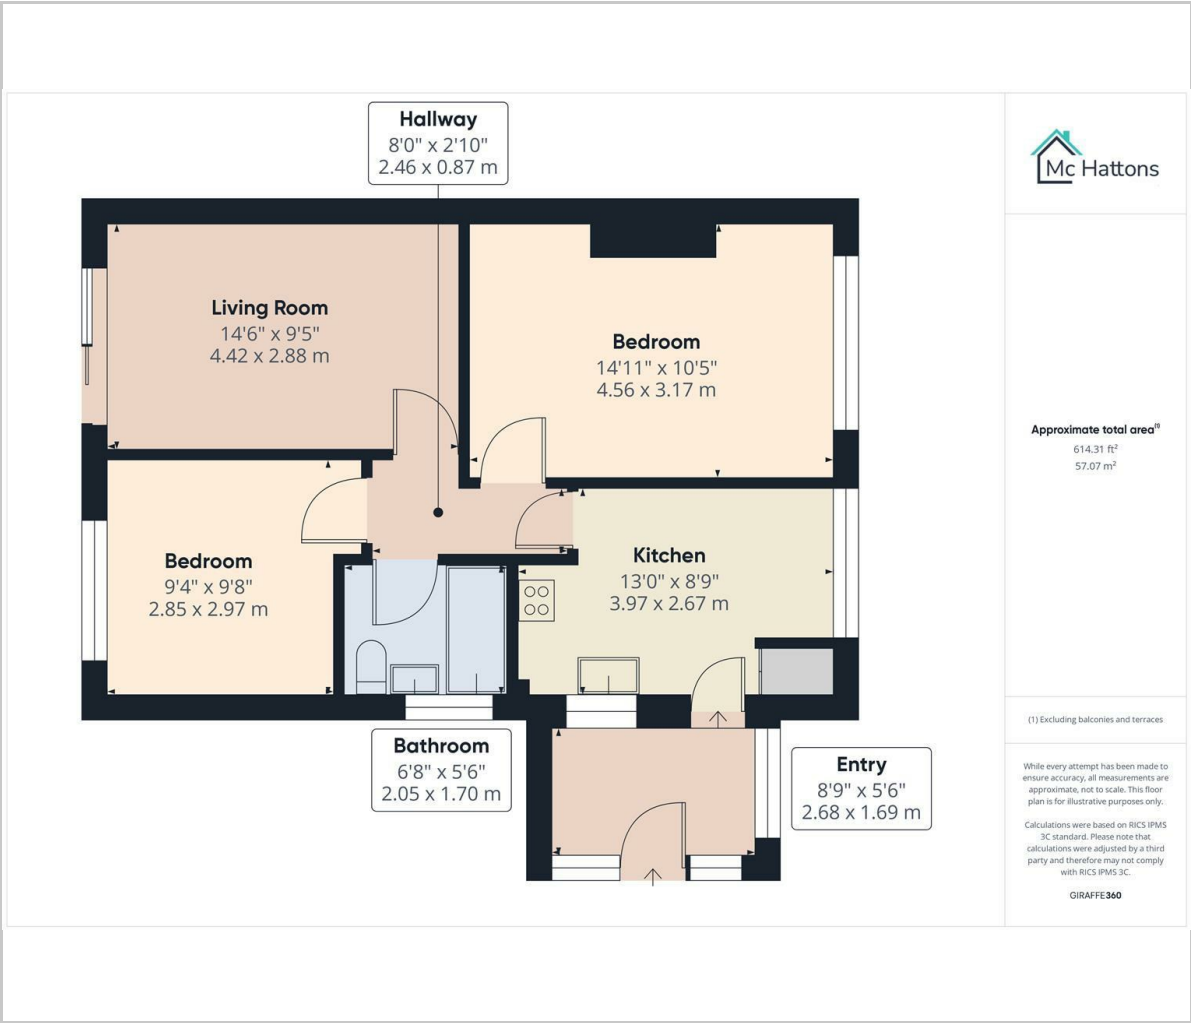 Hallway
8'0" x 2'10"
2.46 x 0.87 m
Living Room
14'6" x 9'5"
4.42 x 2.88 m
Bedroom
14'11" x 10'5"
4.56 x 3.17 m
Bedroom
9'4" x 9'8"
2.85 x 2.97 m
Kitchen
13'0" x 8'9"
3.97 x 2.67 m
Bathroom
6'8" x 5'6"
2.05 x 1.70 m
Entry
8'9" x 5'6"
2.68 x 1.69 m
Mc Hattons
Approximate total area(1)
614.31 ft²
57.07 m²
(1) Excluding balconies and terraces
While every attempt has been made to
ensure accuracy, all measurements are
approximate, not to scale. This floor
plan is for illustrative purposes only.
Calculations were based on RICS IPMS
3C standard. Please note that
calculations were adjusted by a third
party and therefore may not comply
with RICS IPMS 3C.
GIRAFFE360